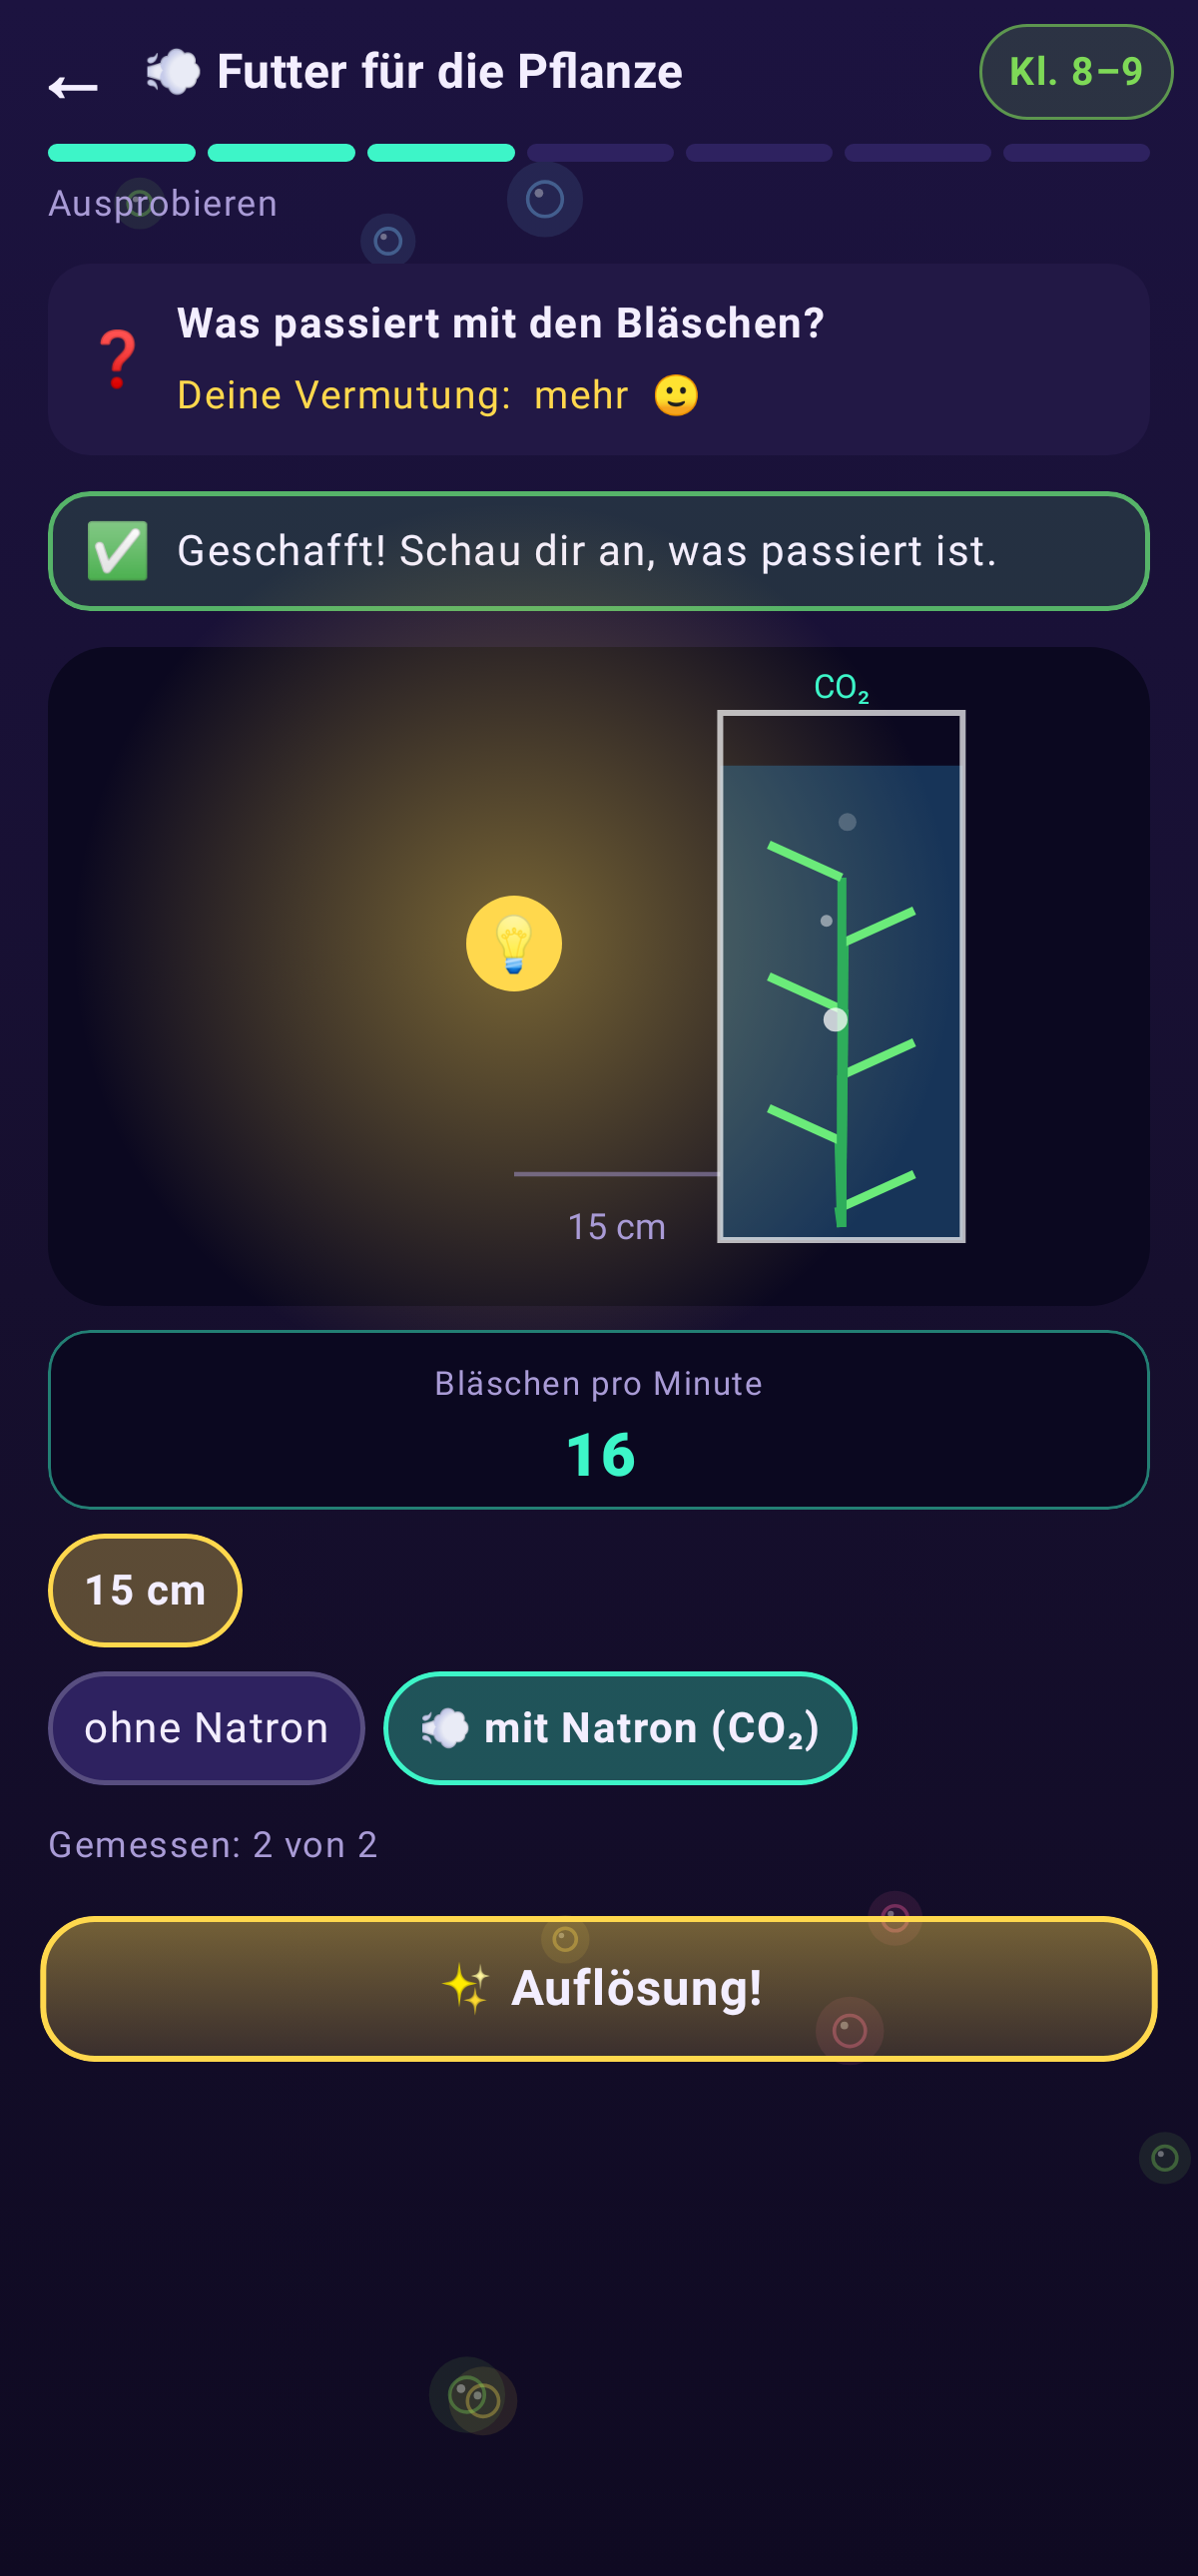 ← 💨 Futter für die Pflanze
Kl. 8–9
Ausprobieren
❓ Was passiert mit den Bläschen?
Deine Vermutung: mehr 🙂
✅ Geschafft! Schau dir an, was passiert ist.
CO₂
15 cm
Bläschen pro Minute
16
15 cm
ohne Natron
💨 mit Natron (CO₂)
Gemessen: 2 von 2
✨ Auflösung!